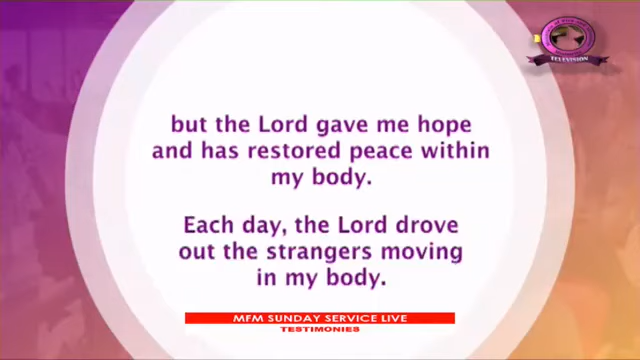 TELEVISION
but the Lord gave me hope
and has restored peace within
my body.
Each day, the Lord drove
out the strangers moving
in my body.
MFM SUNDAY SERVICE LIVE
TESTIMONIES